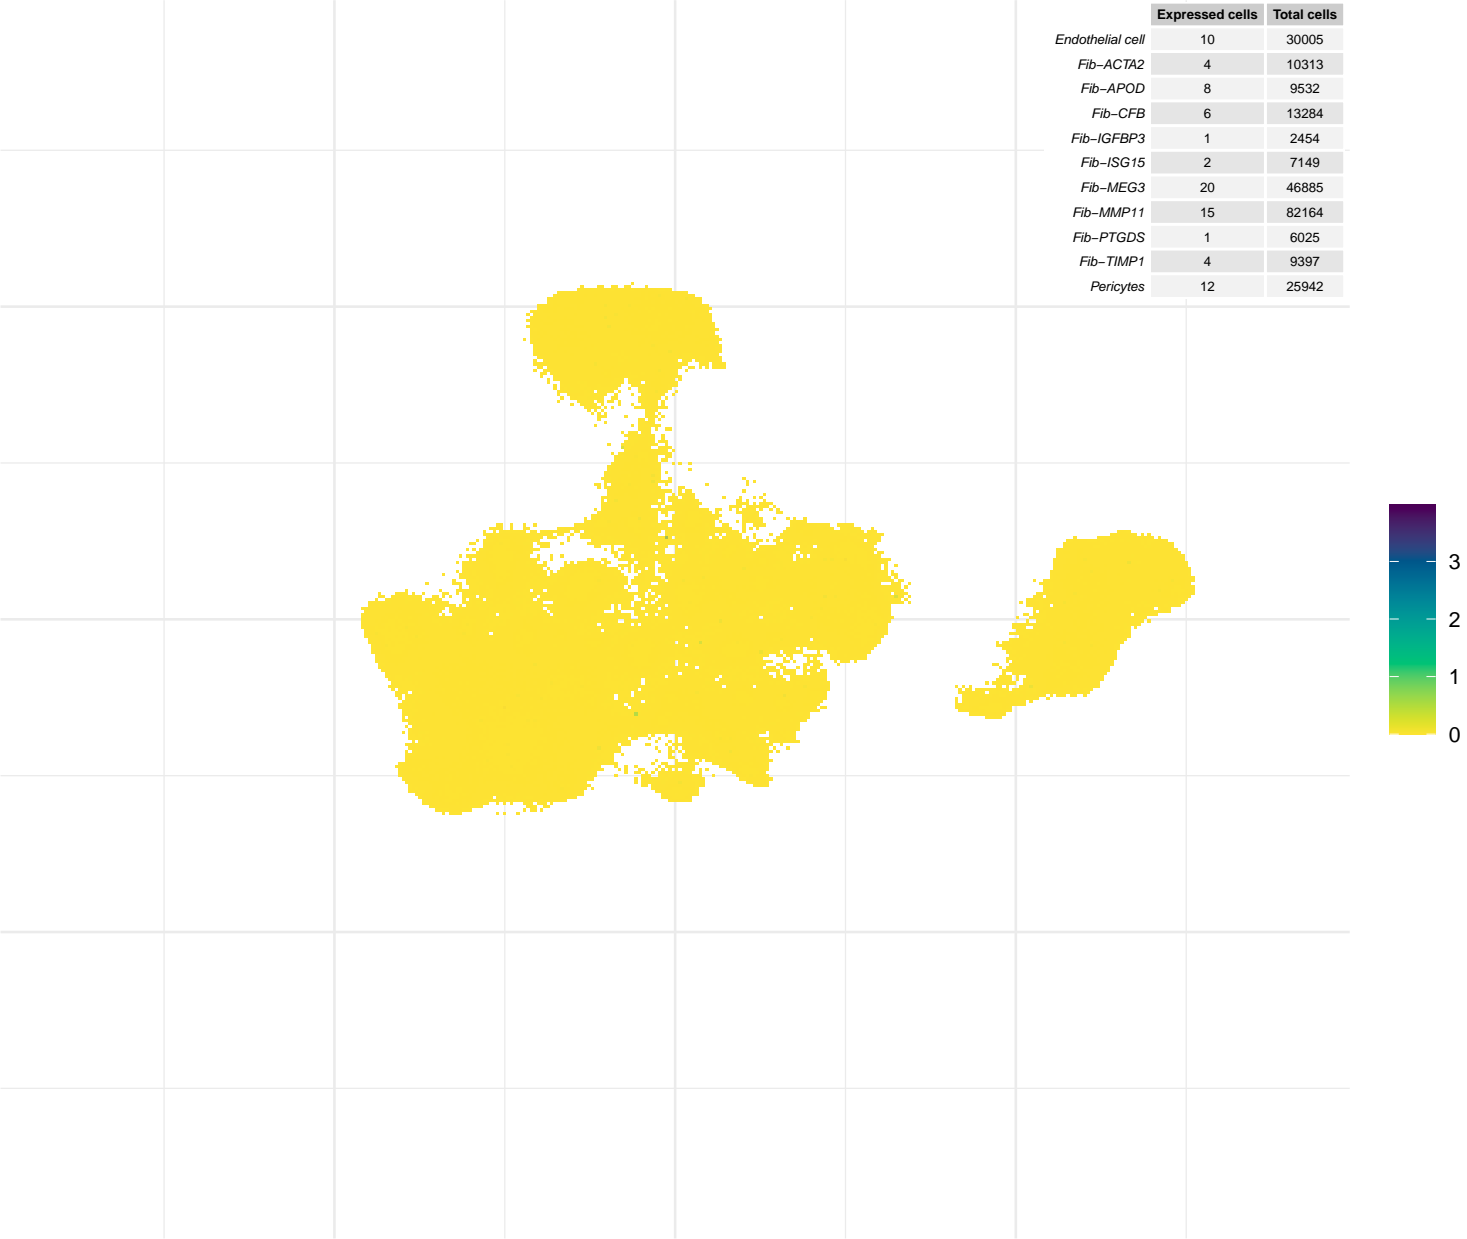 Expressed cells Total cells
Endothelial cell 10 30005
Fib−ACTA2 4 10313
Fib−APOD 8 9532
Fib−CFB 6 13284
Fib−IGFBP3 1 2454
Fib−ISG15 2 7149
Fib−MEG3 20 46885
Fib−MMP11 15 82164
Fib−PTGDS 1 6025
Fib−TIMP1 4 9397
Pericytes 12 25942
3
2
1
0